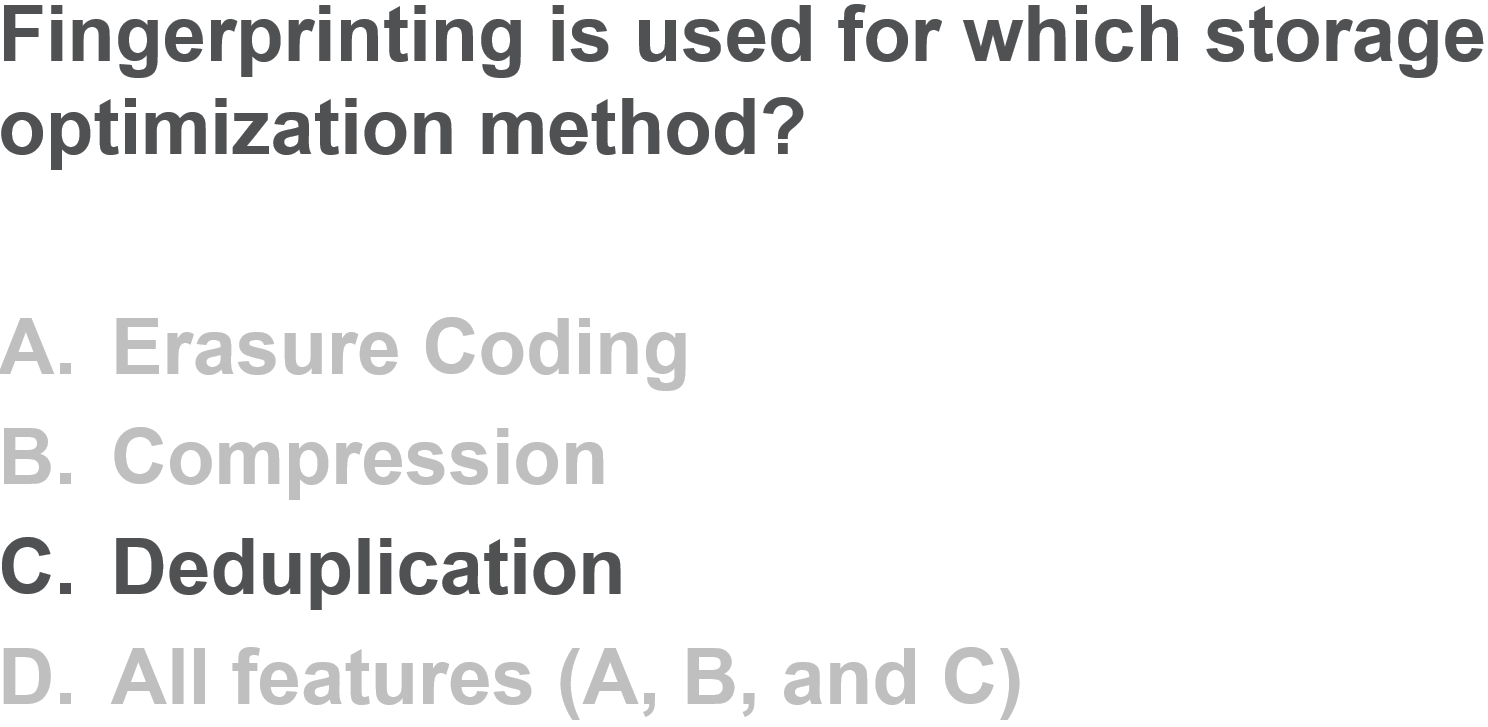 Fingerprinting is used for which storage
optimization method?
A. Erasure Coding
B. Compression
C. Deduplication
D. All features (A, B, and C)